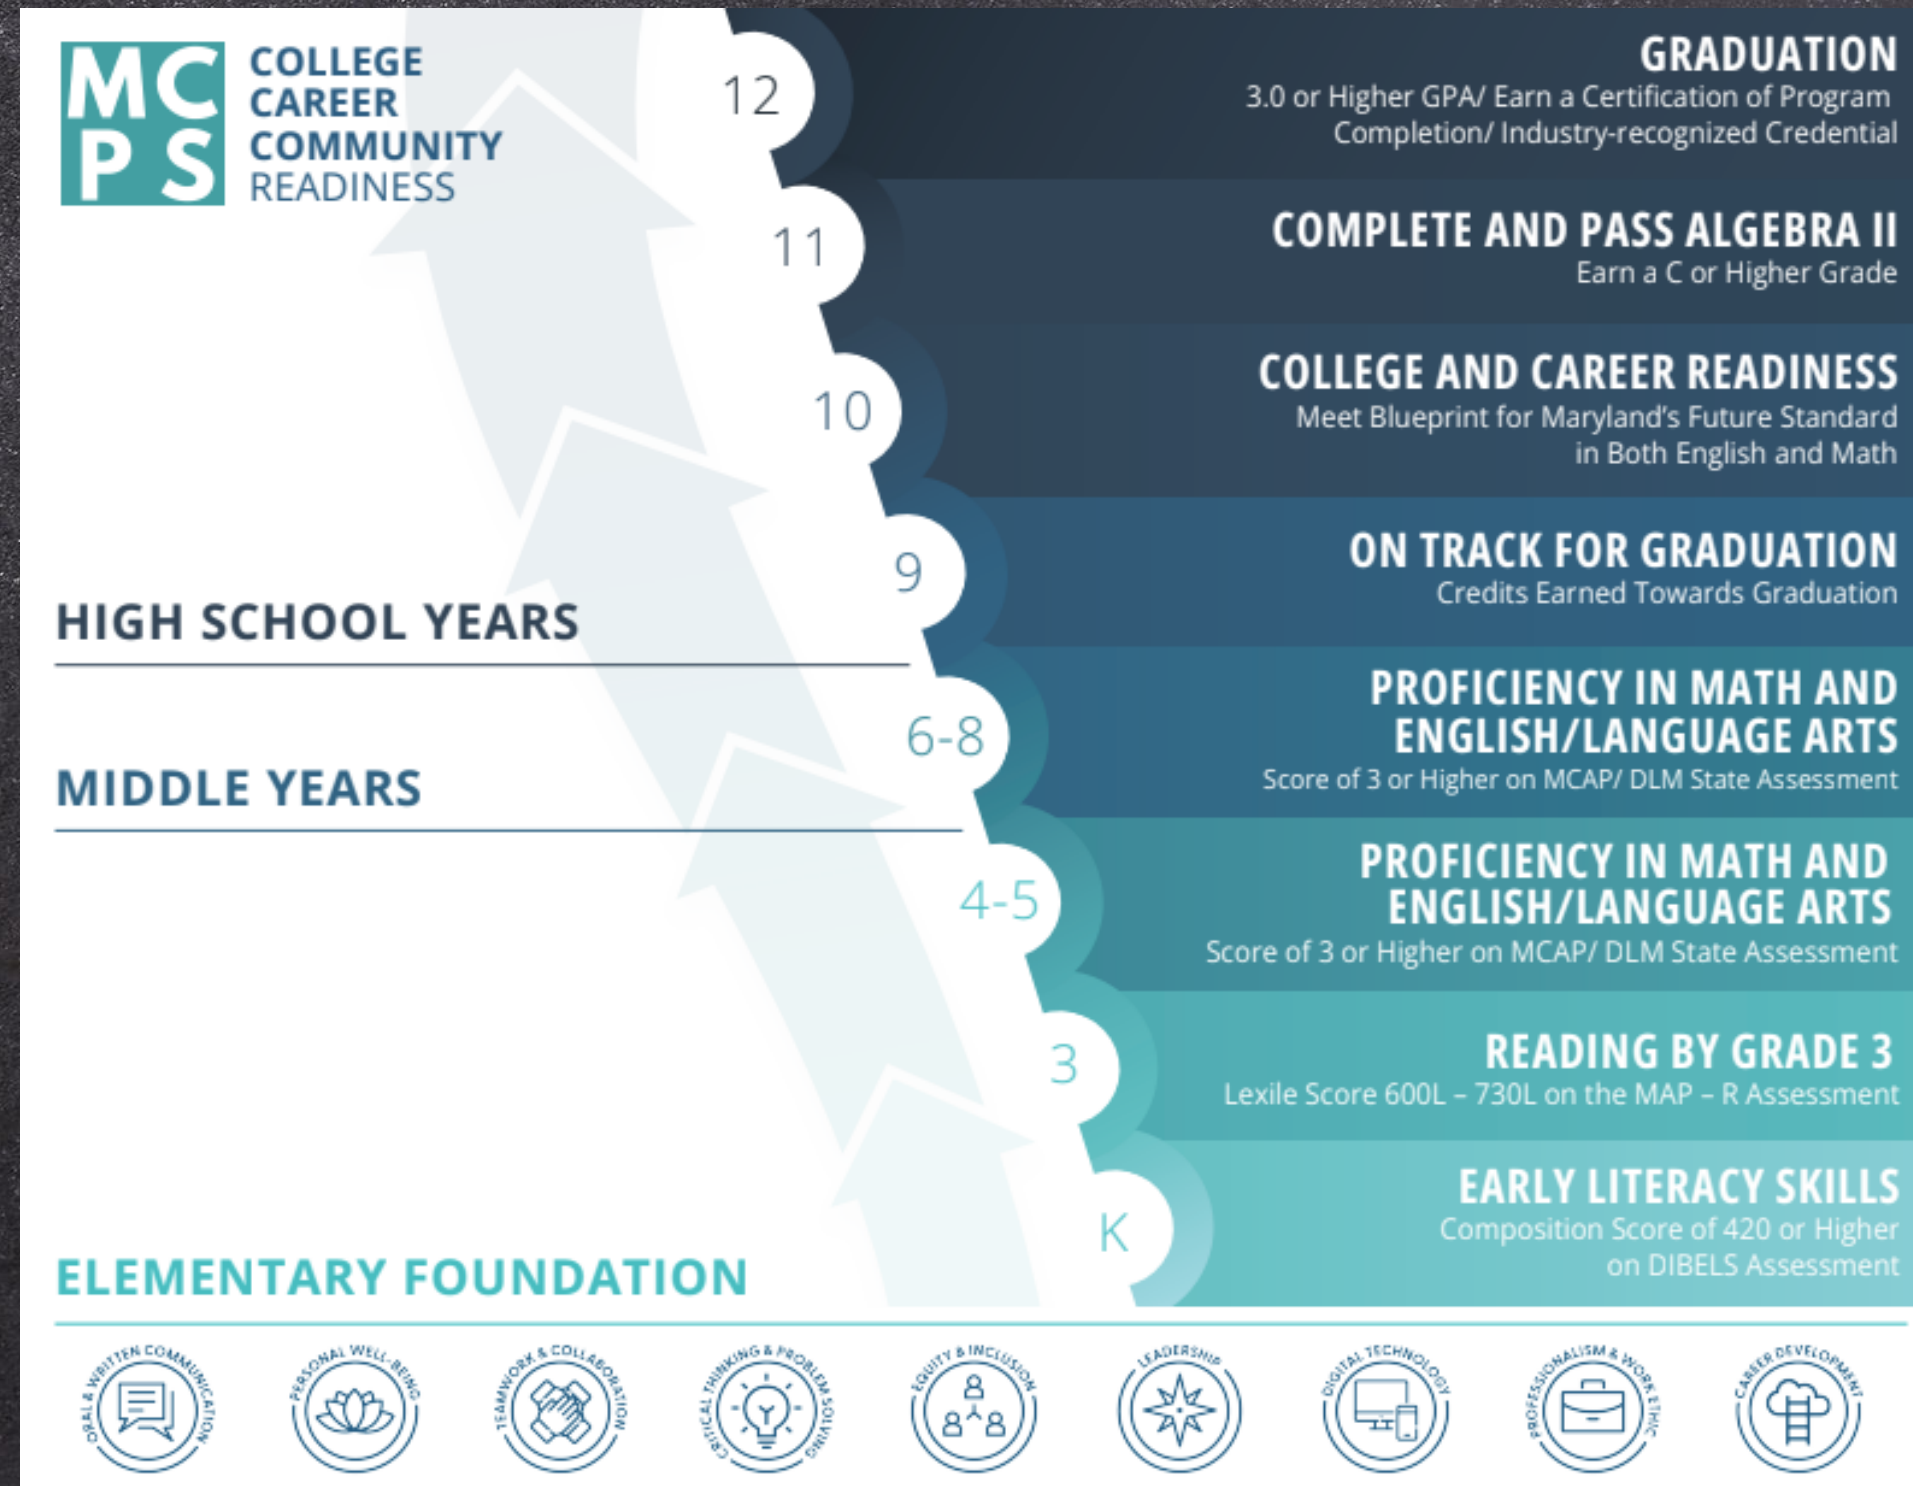 MC
PS
COLLEGE
CAREER
COMMUNITY
READINESS
12
GRADUATION
3.0 or Higher GPA/ Earn a Certification of Program
Completion/ Industry-recognized Credential
11
COMPLETE AND PASS ALGEBRA II
Earn a C or Higher Grade
10
COLLEGE AND CAREER READINESS
Meet Blueprint for Maryland's Future Standard
in Both English and Math
9
ON TRACK FOR GRADUATION
Credits Earned Towards Graduation
HIGH SCHOOL YEARS
6-8
PROFICIENCY IN MATH AND
ENGLISH/LANGUAGE ARTS
Score of 3 or Higher on MCAP/ DLM State Assessment
MIDDLE YEARS
4-5
PROFICIENCY IN MATH AND
ENGLISH/LANGUAGE ARTS
Score of 3 or Higher on MCAP/ DLM State Assessment
3
READING BY GRADE 3
Lexile Score 600L – 730L on the MAP – R Assessment
K
EARLY LITERACY SKILLS
Composition Score of 420 or Higher
on DIBELS Assessment
ELEMENTARY FOUNDATION
ORAL & WRITTEN COMMUNICATION
PERSONAL WELL-BEING
TEAMWORK & COLLABORATION
CRITICAL THINKING & PROBLEM SOLVING
EQUITY & INCLUSION
LEADERSHIP
DIGITAL TECHNOLOGY
PROFESSIONALISM & WORK ETHIC
CAREER DEVELOPMENT